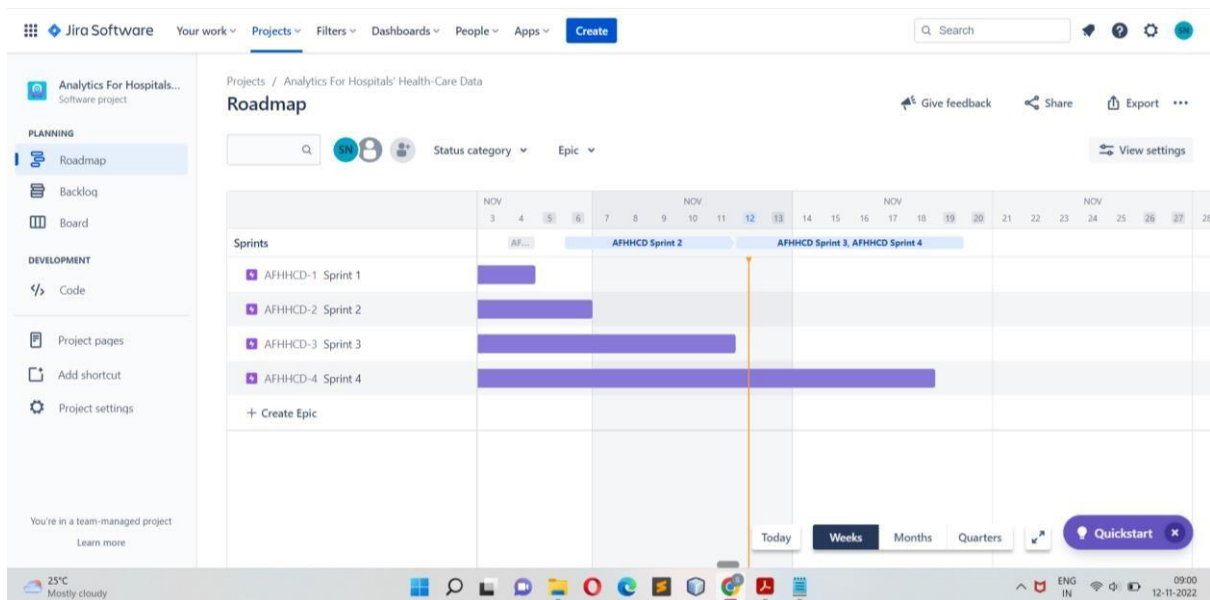 Jira Software Your work Projects Filters Dashboards People Apps Create Search SN
Analytics For Hospitals...
Software project
PLANNING
Roadmap
Backlog
Board
DEVELOPMENT
Code
Project pages
Add shortcut
Project settings
You're in a team-managed project
Learn more
Projects / Analytics For Hospitals' Health-Care Data
Roadmap
Give feedback Share Export
SN Status category Epic View settings
NOV NOV NOV NOV
3 4 5 6 7 8 9 10 11 12 13 14 15 16 17 18 19 20 21 22 23 24 25 26 27 28
Sprints AF... AFHHCD Sprint 2 AFHHCD Sprint 3, AFHHCD Sprint 4
AFHHCD-1 Sprint 1
AFHHCD-2 Sprint 2
AFHHCD-3 Sprint 3
AFHHCD-4 Sprint 4
+ Create Epic
Today Weeks Months Quarters Quickstart
25°C
Mostly cloudy
ENG
IN
09:00
12-11-2022